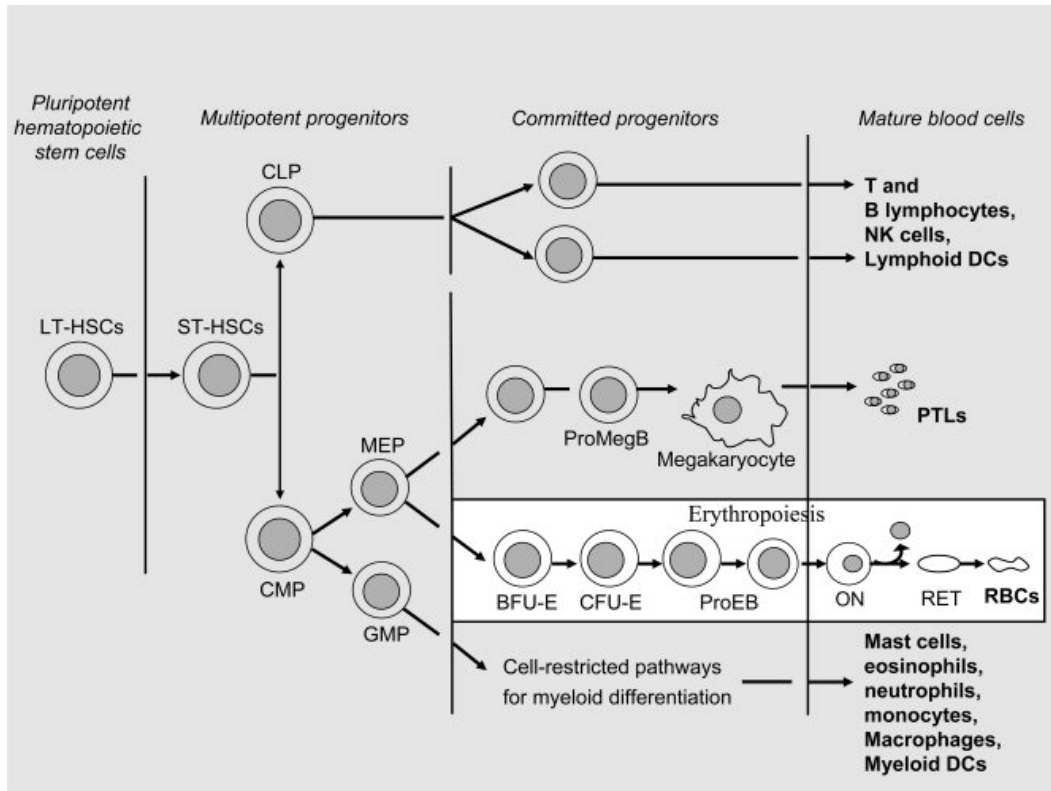 Pluripotent
hematopoietic
stem cells
Multipotent progenitors
Committed progenitors
Mature blood cells
CLP
T and
B lymphocytes,
NK cells,
Lymphoid DCs
LT-HSCs
ST-HSCs
MEP
ProMegB
Megakaryocyte
PTLs
Erythropoiesis
CMP
GMP
BFU-E
CFU-E
ProEB
ON
RET
RBCs
Cell-restricted pathways
for myeloid differentiation
Mast cells,
eosinophils,
neutrophils,
monocytes,
Macrophages,
Myeloid DCs